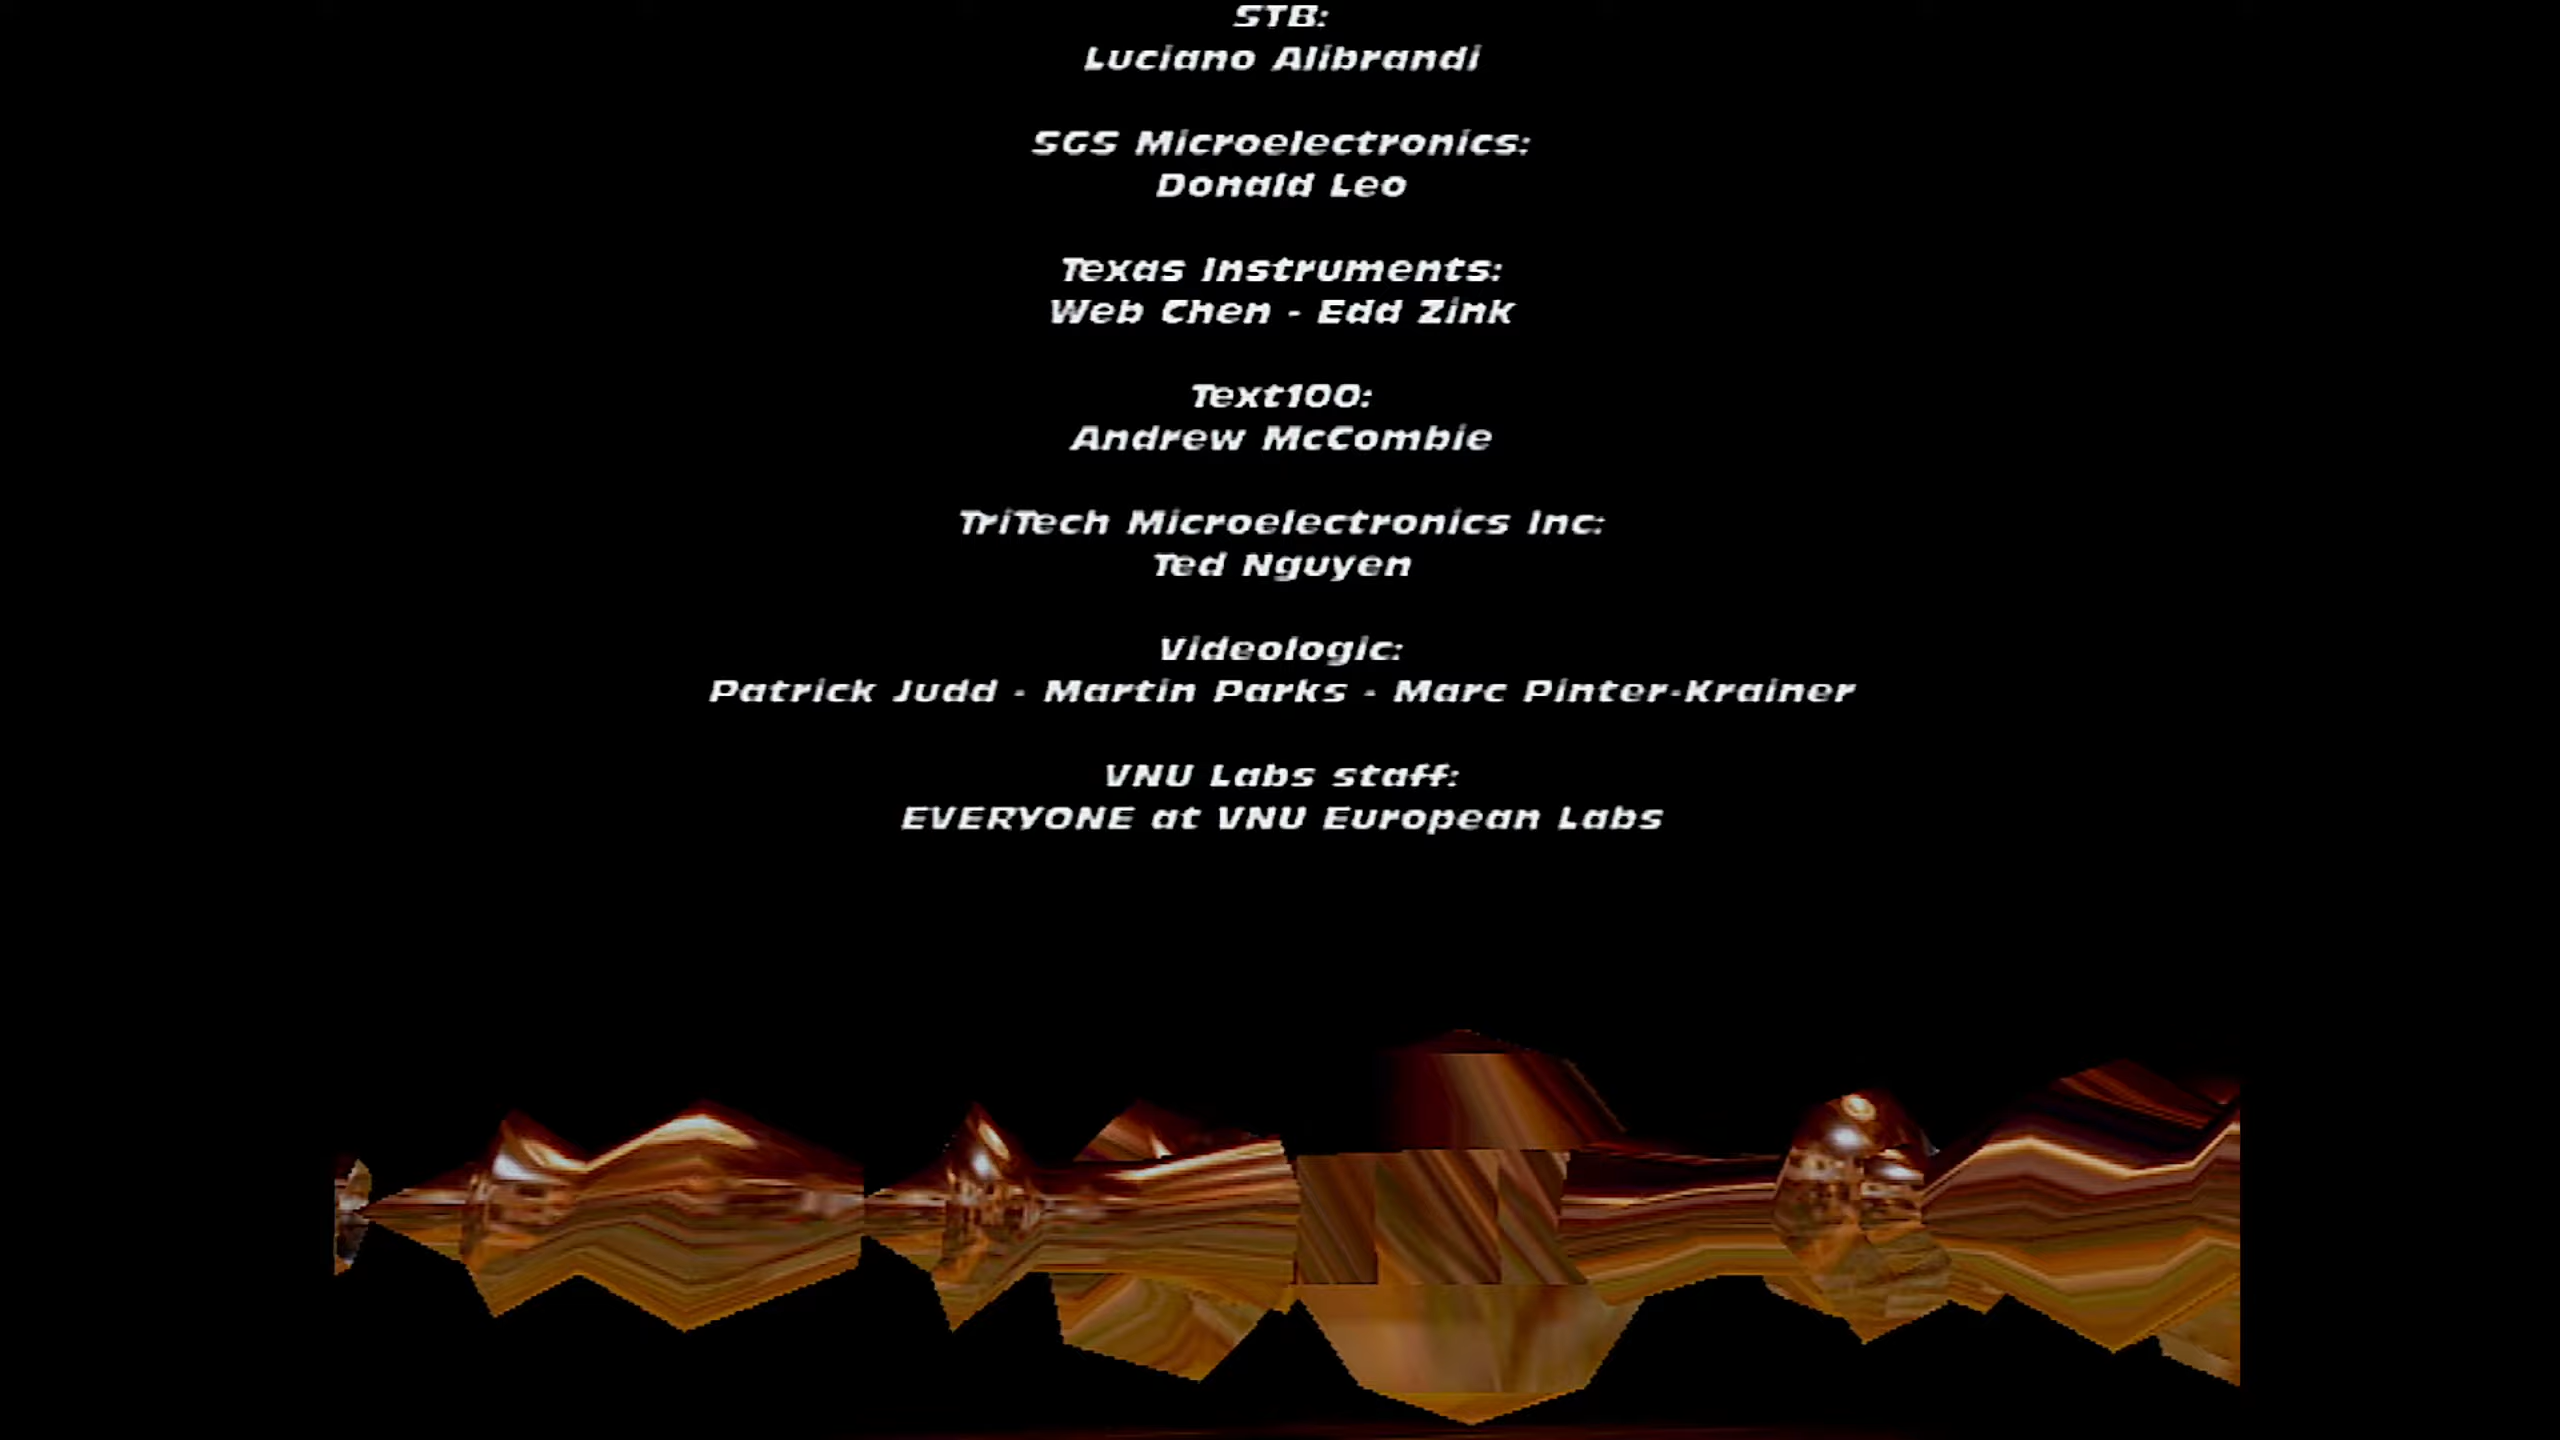 STB:
Luciano Alibrandi
SGS Microelectronics:
Donald Leo
Texas Instruments:
Web Chen - Edd Zink
Text100:
Andrew McCombie
TriTech Microelectronics Inc:
Ted Nguyen
Videologic:
Patrick Judd - Martin Parks - Marc Pinter-Krainer
VNU Labs staff:
EVERYONE at VNU European Labs